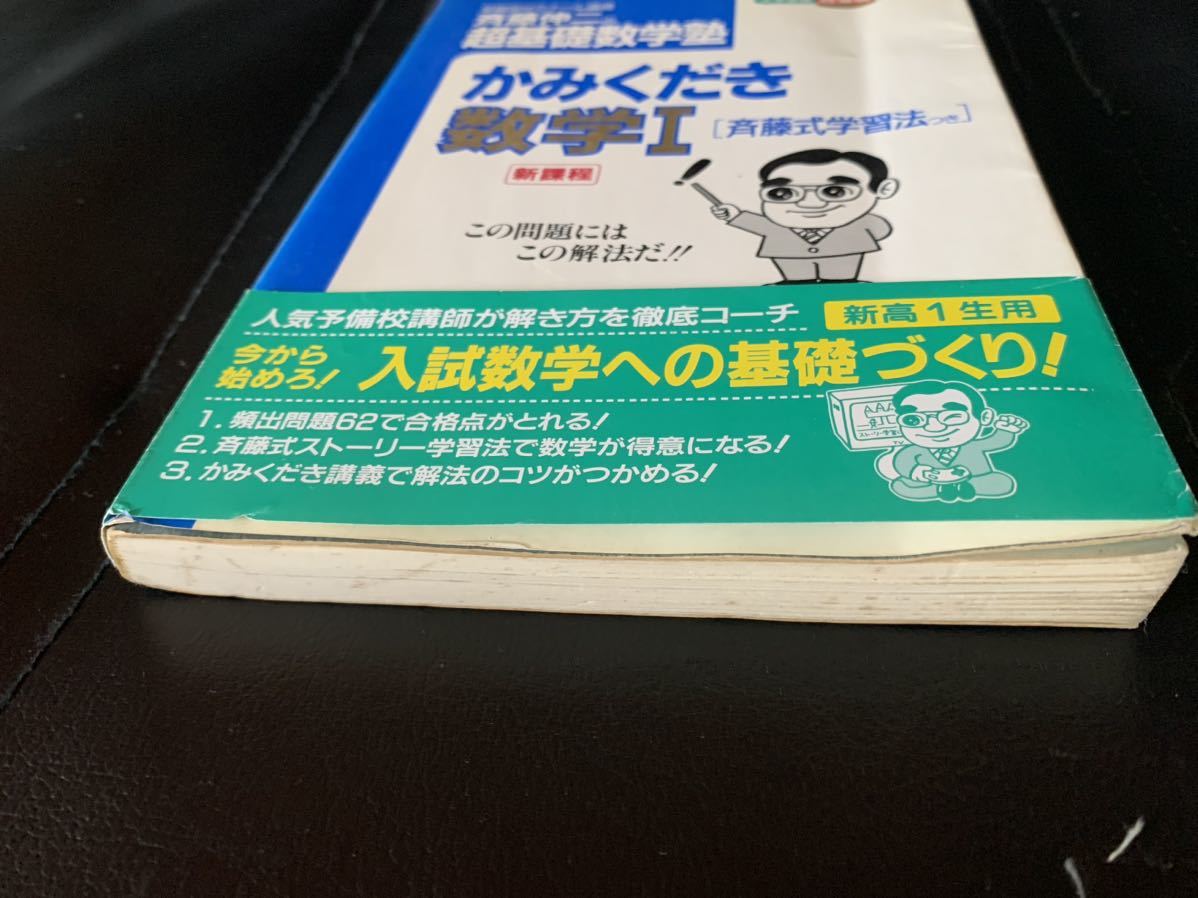 斉藤伸二の
超基礎数学塾
かみくだき
数学I
[斉藤式学習法つき]
新課程
この問題には
この解法だ!!
人気予備校講師が解き方を徹底コーチ
新高1生用
今から
始めろ!
入試数学への基礎づくり!
1. 頻出問題62で合格点がとれる!
2. 斉藤式ストーリー学習法で数学が得意になる!
3. かみくだき講義で解法のコツがつかめる!
TV